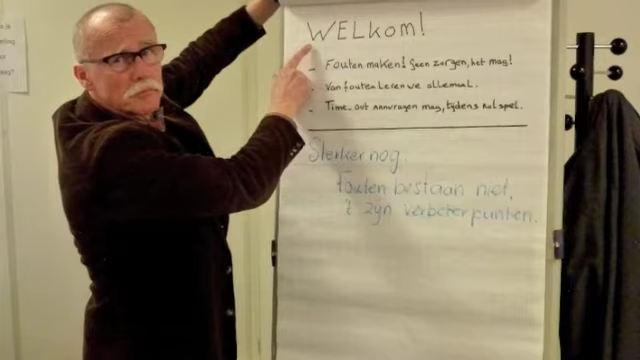 WELKOM!
- Fouten maken! Geen zorgen, het mag!
- Van fouten leren we allemaal.
- Time-out aanvragen mag, tijdens rol spel.
Sterker nog..
Fouten bestaan niet,
't zijn verbeterpunten.